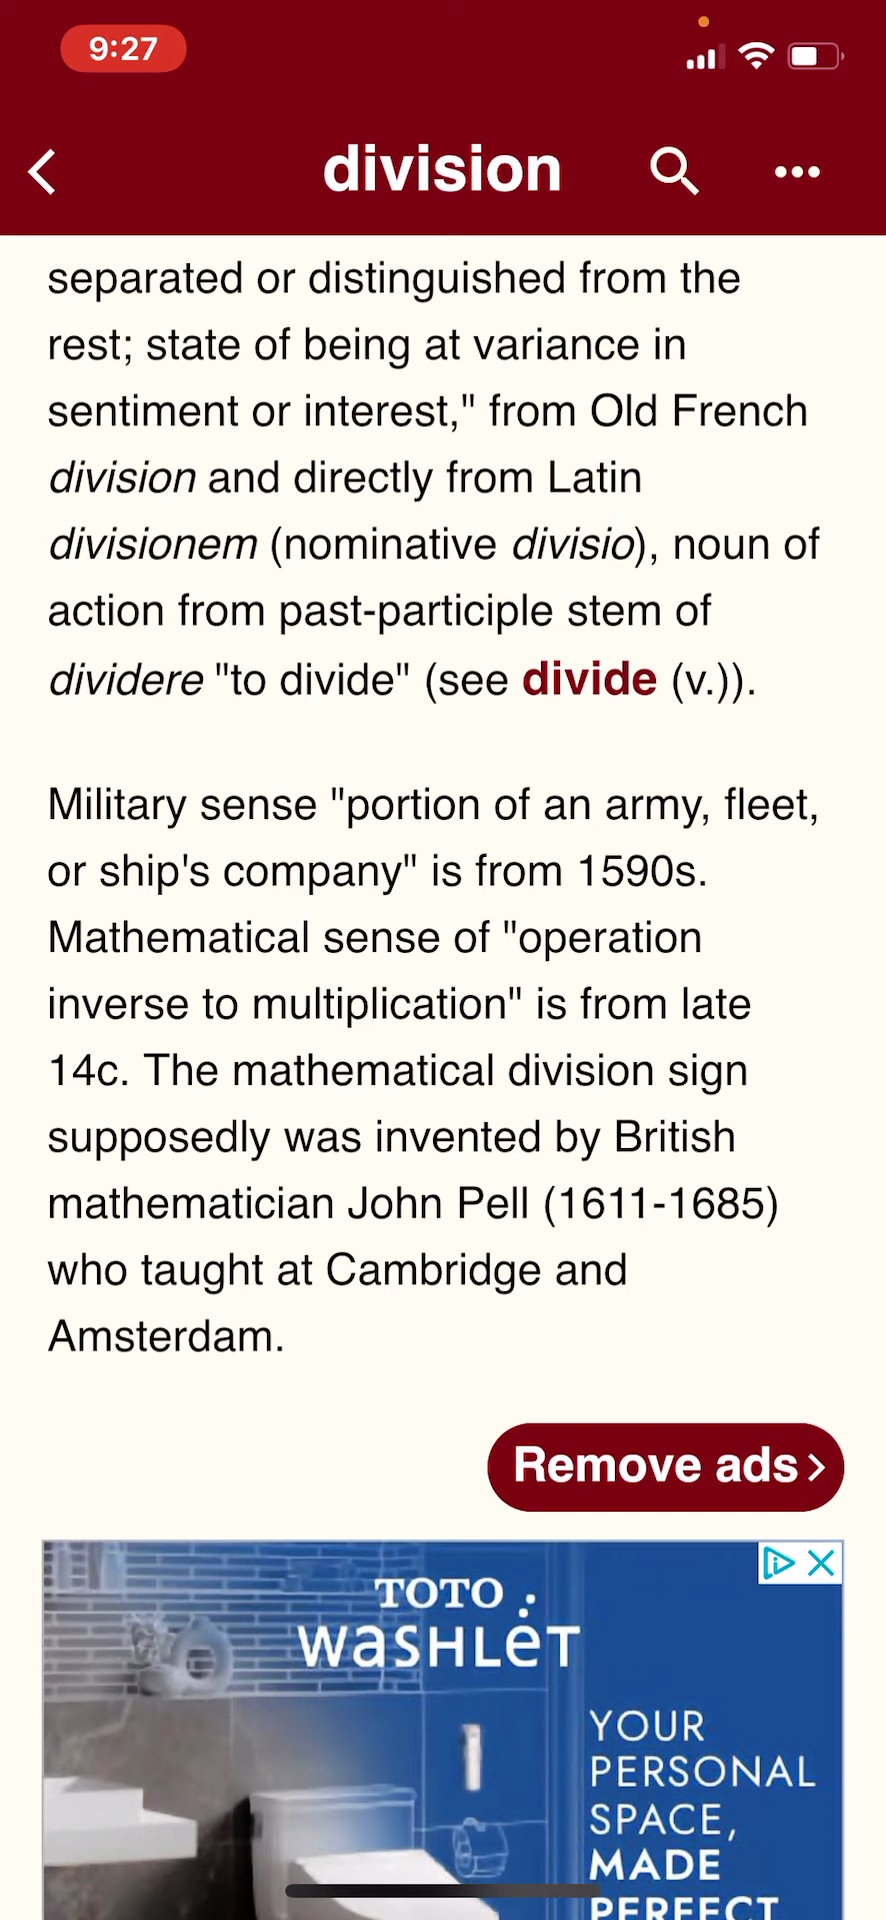 9:27
division
separated or distinguished from the
rest; state of being at variance in
sentiment or interest," from Old French
division and directly from Latin
divisionem (nominative divisio), noun of
action from past-participle stem of
dividere "to divide" (see divide (v.)).
Military sense "portion of an army, fleet,
or ship's company" is from 1590s.
Mathematical sense of "operation
inverse to multiplication" is from late
14c. The mathematical division sign
supposedly was invented by British
mathematician John Pell (1611-1685)
who taught at Cambridge and
Amsterdam.
Remove ads
TOTO
WASHLET
YOUR
PERSONAL
SPACE,
MADE
PERFECT